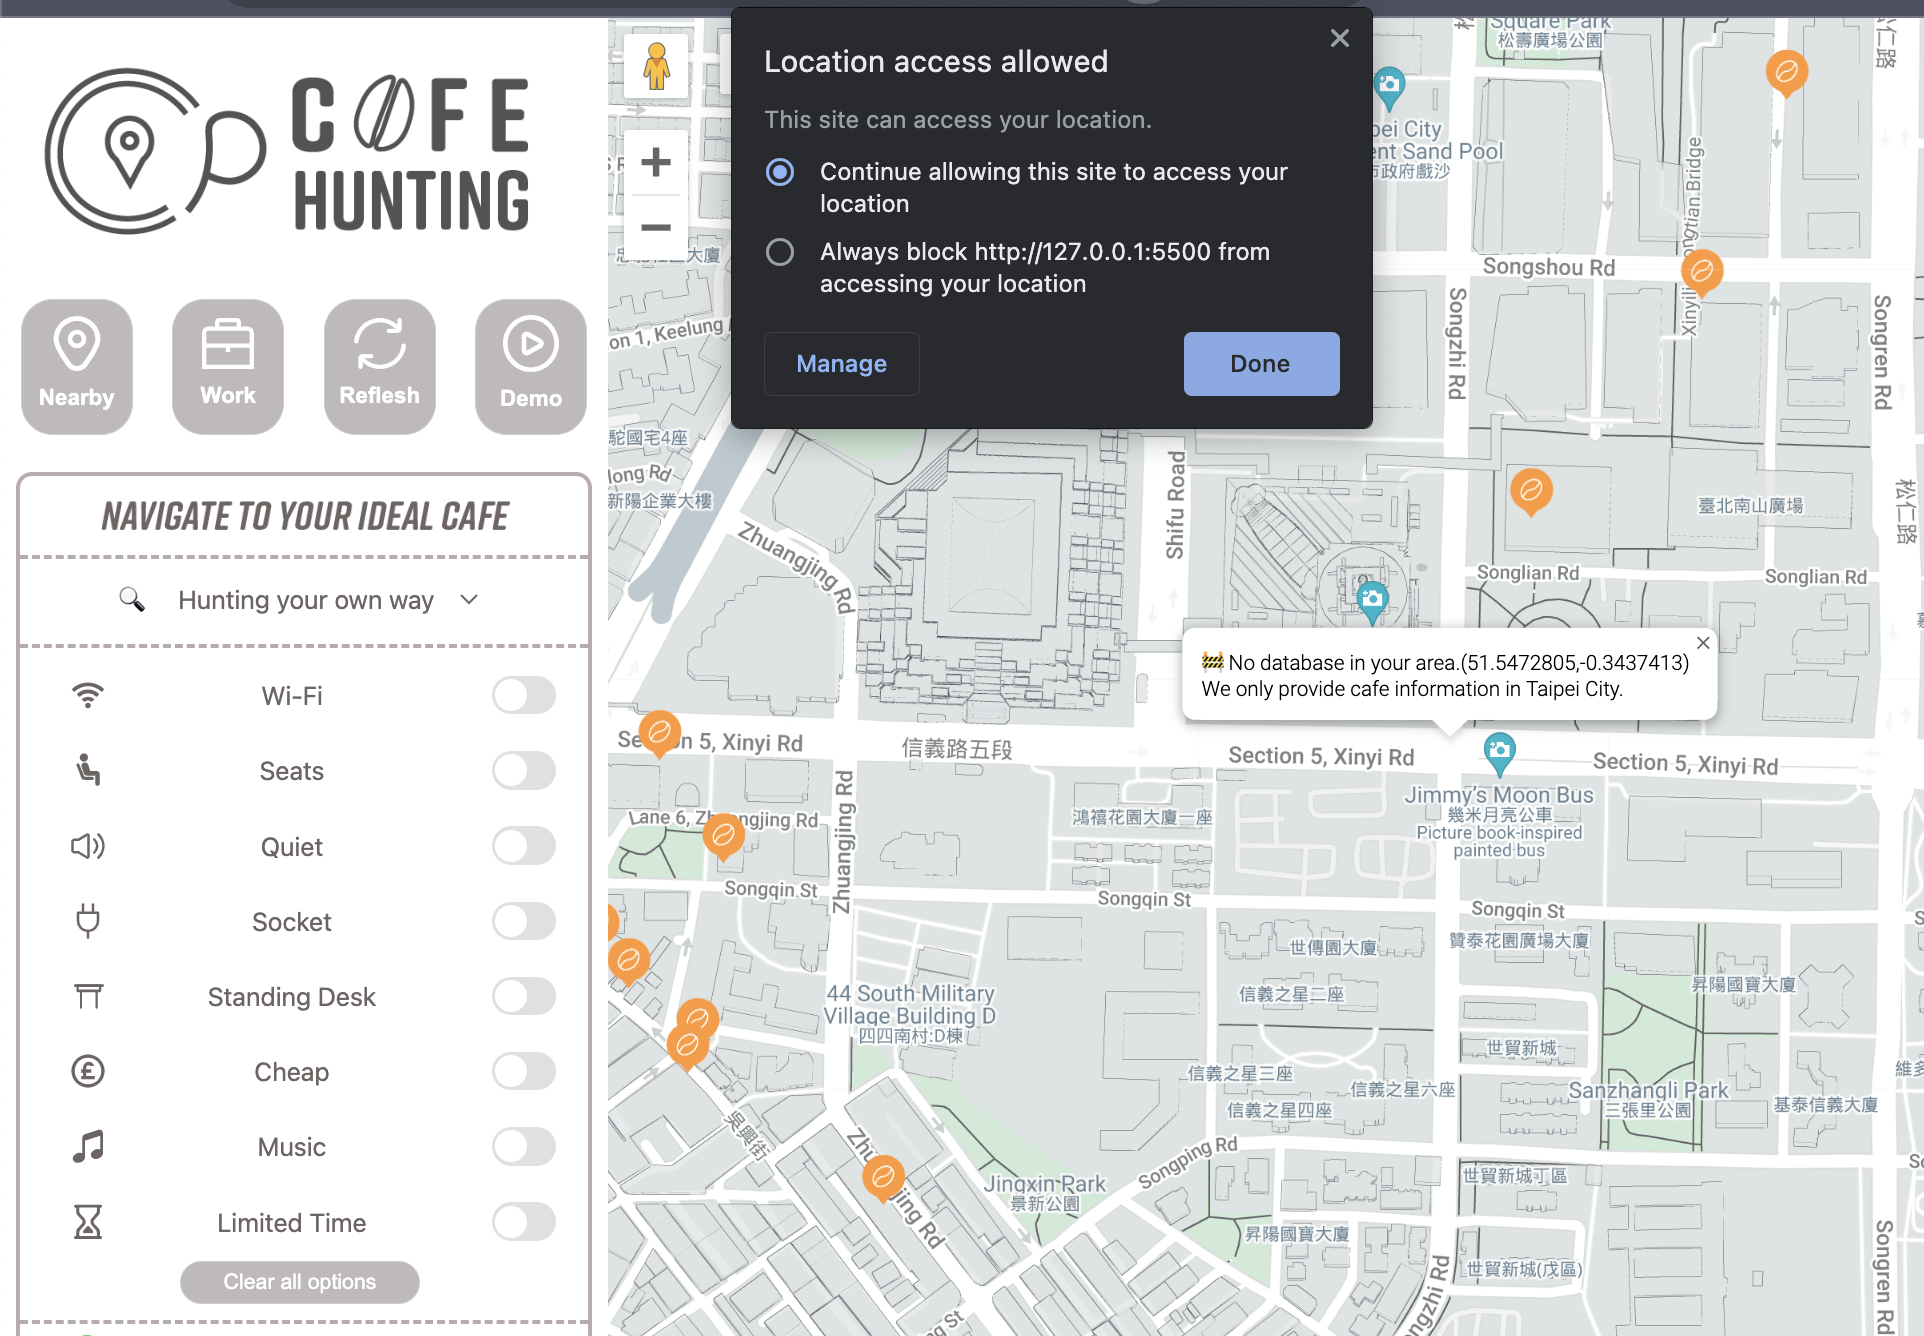 CAFE
HUNTING
Nearby
Work
Reflesh
Demo
NAVIGATE TO YOUR IDEAL CAFE
Hunting your own way
Wi-Fi
Seats
Quiet
Socket
Standing Desk
Cheap
Music
Limited Time
Clear all options
Location access allowed
This site can access your location.
Continue allowing this site to access your
location
Always block http://127.0.0.1:5500 from
accessing your location
Manage
Done
Square Park
松壽廣場公園
松仁路
pei City
ent Sand Pool
市政府戲沙
Songshou Rd
Songzhi Rd
Songren Rd
大廈
on 1, Keelung
駝國宅4座
long Rd
新陽企業大樓
Zhuangjing Rd
Shifu Road
臺北南山廣場
松仁路
Songlian Rd
Songlian Rd
🚧 No database in your area.(51.5472805,-0.3437413)
We only provide cafe information in Taipei City.
n 5, Xinyi Rd
信義路五段
Section 5, Xinyi Rd
Section 5, Xinyi Rd
Jimmy's Moon Bus
幾米月亮公車
Picture book-inspired
painted bus
鴻禧花園大廈一座
Zhuangjing Rd
Songqin St
Songqin St
Songqin St
世傳園大廈
贊泰花園廣場大廈
44 South Military
Village Building D
四四南村:D棟
信義之星二座
昇陽國寶大廈
世貿新城
信義之星三座
信義之星六座
信義之星四座
Sanzhangli Park
三張里公園
基泰信義大廈
吳興街
Jingxin Park
景新公園
Songping Rd
世貿新城丁區
昇陽國寶大廈
世貿新城(戊區)
Songren Rd
ngzhi Rd